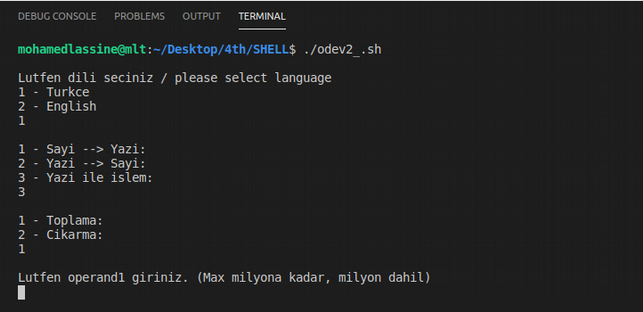 DEBUG CONSOLE PROBLEMS OUTPUT TERMINAL
mohamedlassine@mlt:~/Desktop/4th/SHELL$ ./odev2_.sh
Lutfen dili seciniz / please select language
1 - Turkce
2 - English
1
1 - Sayi --> Yazi:
2 - Yazi --> Sayi:
3 - Yazi ile islem:
3
1 - Toplama:
2 - Cikarma:
1
Lutfen operand1 giriniz. (Max milyona kadar, milyon dahil)